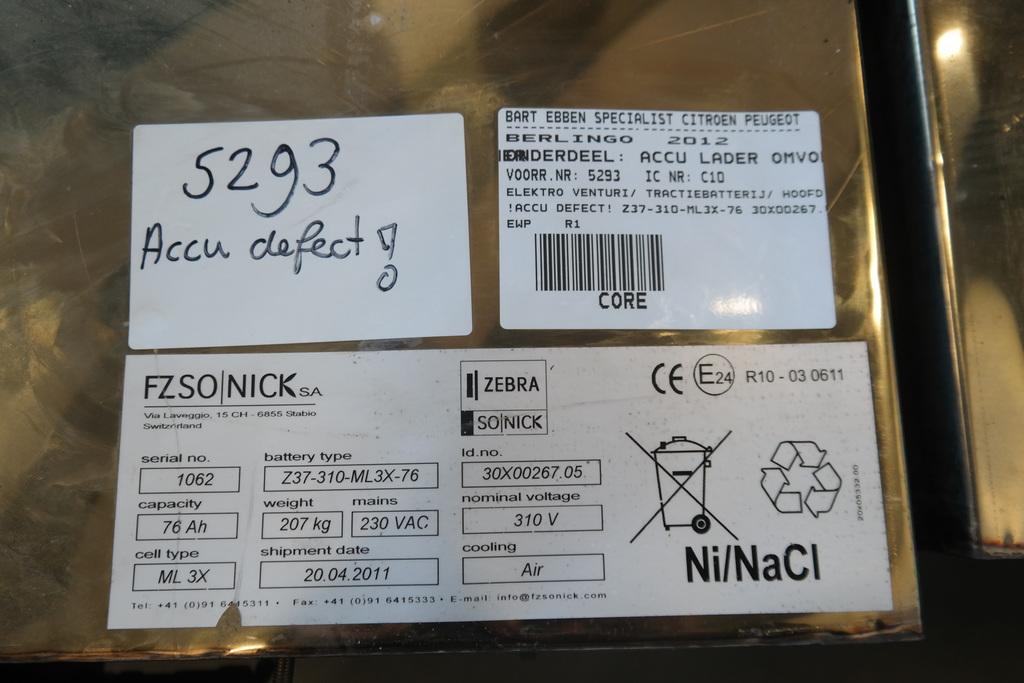 5293
Accu defect!
BART EBBEN SPECIALIST CITROEN PEUGEOT
BERLINGO 2012
ONDERDEEL: ACCU LADER OMVO
VOORR.NR: 5293 IC NR: C10
ELEKTRO VENTURI/ TRACTIEBATTERIJ/ HOOFD
!ACCU DEFECT! Z37-310-ML3X-76 30X00267.
EWP R1
CORE
FZSO|NICK SA
Via Laveggio, 15 CH - 6855 Stabio
Switzerland
ZEBRA
SO|NICK
CE E24 R10 - 03 0611
serial no. battery type Id.no.
1062 Z37-310-ML3X-76 30X00267.05
capacity weight mains nominal voltage
76 Ah 207 kg 230 VAC 310 V
cell type shipment date cooling
ML 3X 20.04.2011 Air
Ni/NaCl
Tel: +41 (0)91 6415311 • Fax: +41 (0)91 6415333 • E-mail: info@fzsonick.com